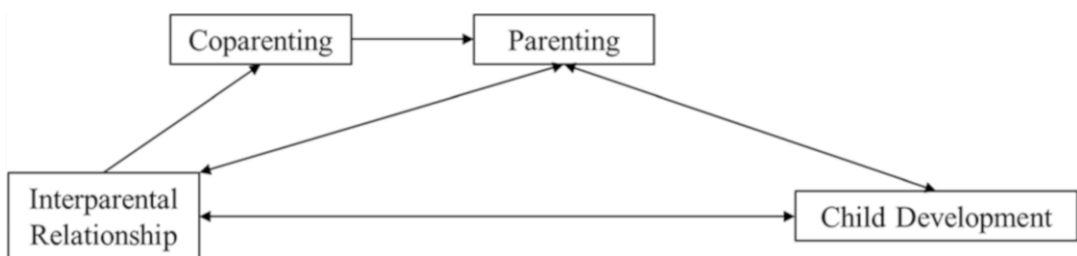 Coparenting
Parenting
Interparental
Relationship
Child Development